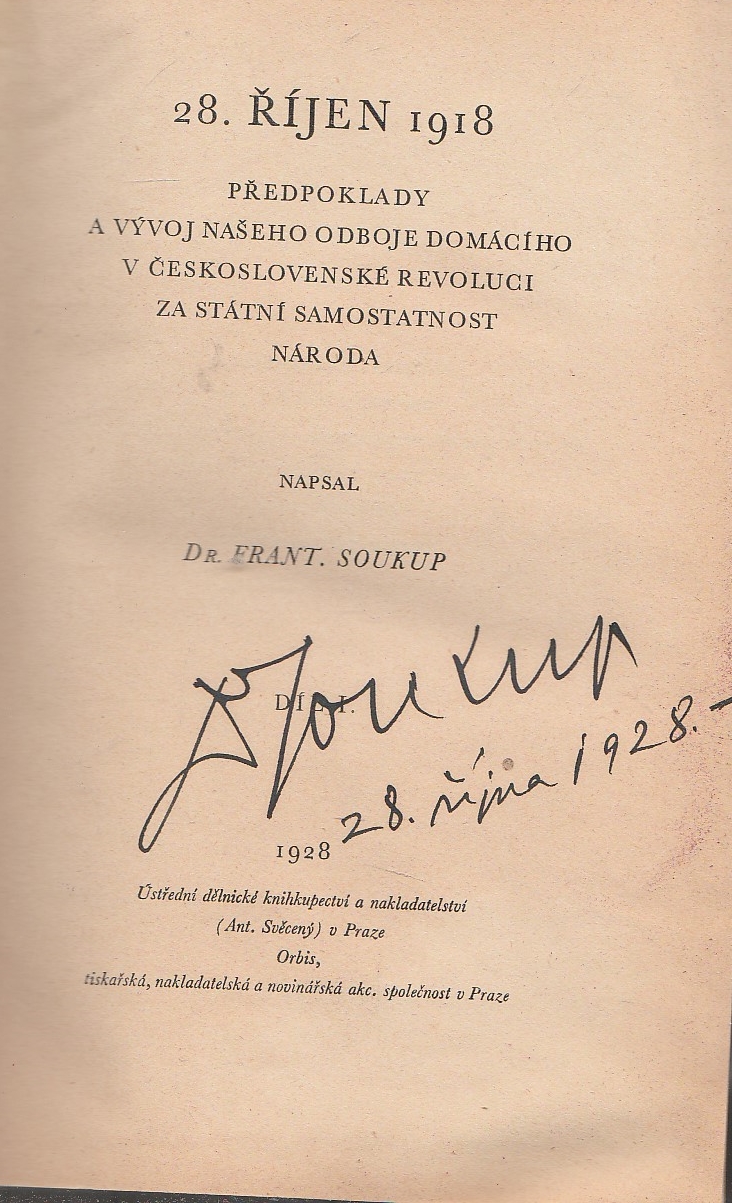 28. ŘÍJEN 1918
PŘEDPOKLADY
A VÝVOJ NAŠEHO ODBOJE DOMÁCÍHO
V ČESKOSLOVENSKÉ REVOLUCI
ZA STÁTNÍ SAMOSTATNOST
NÁRODA
NAPSAL
DR. FRANT. SOUKUP
Soukup
DÍL I.
28. října 1928.-
1928
Ústřední dělnické knihkupectví a nakladatelství
(Ant. Svěcený) v Praze
Orbis,
tiskařská, nakladatelská a novinářská akc. společnost v Praze